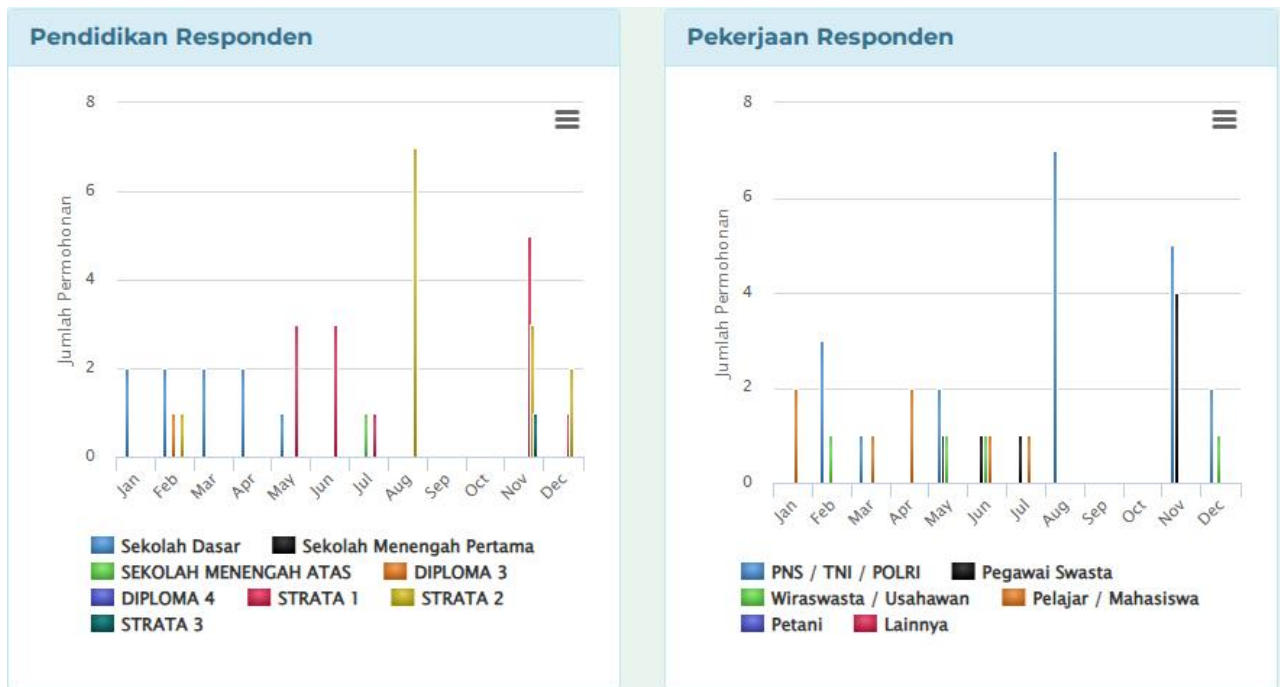 Pendidikan Responden
8
6
4
2
0
Jumlah Permohonan
Jan Feb Mar Apr May Jun Jul Aug Sep Oct Nov Dec
Sekolah Dasar Sekolah Menengah Pertama
SEKOLAH MENENGAH ATAS DIPLOMA 3
DIPLOMA 4 STRATA 1 STRATA 2
STRATA 3
Pekerjaan Responden
8
6
4
2
0
Jumlah Permohonan
Jan Feb Mar Apr May Jun Jul Aug Sep Oct Nov Dec
PNS / TNI / POLRI Pegawai Swasta
Wiraswasta / Usahawan Pelajar / Mahasiswa
Petani Lainnya